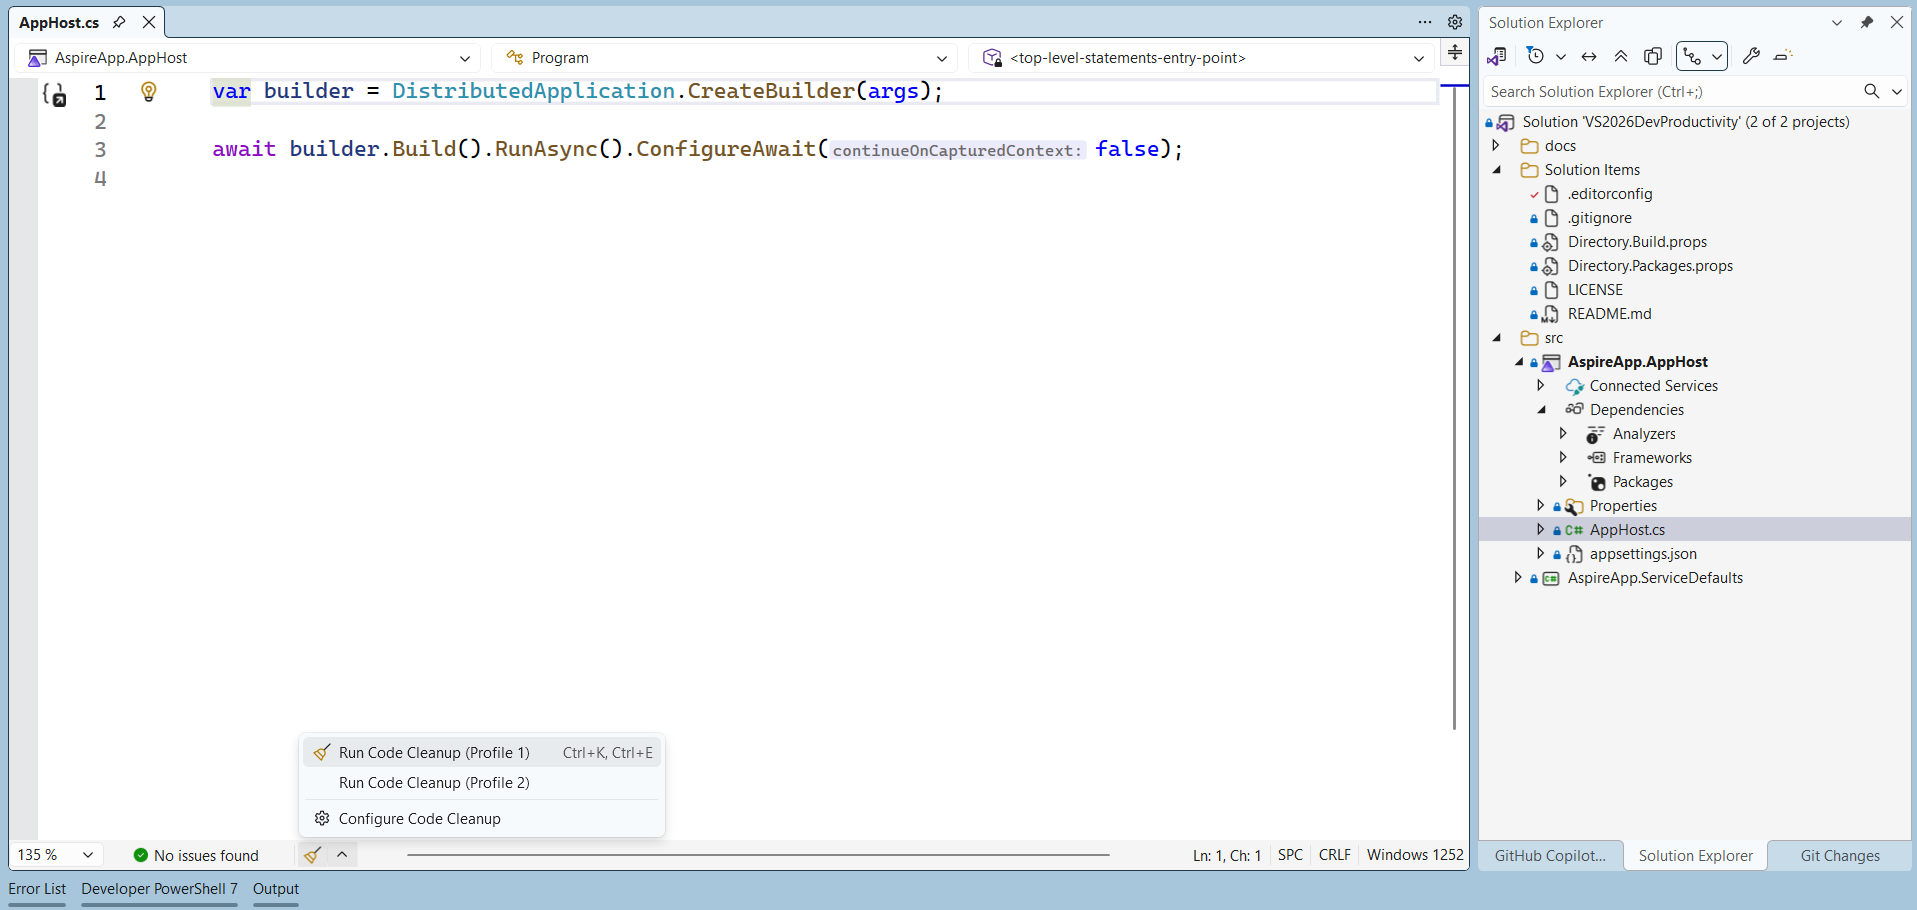 AppHost.cs
AspireApp.AppHost
Program
<top-level-statements-entry-point>
1 var builder = DistributedApplication.CreateBuilder(args);
2
3 await builder.Build().RunAsync().ConfigureAwait(continueOnCapturedContext: false);
4
Run Code Cleanup (Profile 1) Ctrl+K, Ctrl+E
Run Code Cleanup (Profile 2)
Configure Code Cleanup
135 % No issues found Ln: 1, Ch: 1 SPC CRLF Windows 1252
Error List Developer PowerShell 7 Output
Solution Explorer
Search Solution Explorer (Ctrl+;)
Solution 'VS2026DevProductivity' (2 of 2 projects)
docs
Solution Items
.editorconfig
.gitignore
Directory.Build.props
Directory.Packages.props
LICENSE
README.md
src
AspireApp.AppHost
Connected Services
Dependencies
Analyzers
Frameworks
Packages
Properties
C# AppHost.cs
appsettings.json
C# AspireApp.ServiceDefaults
GitHub Copilot... Solution Explorer Git Changes